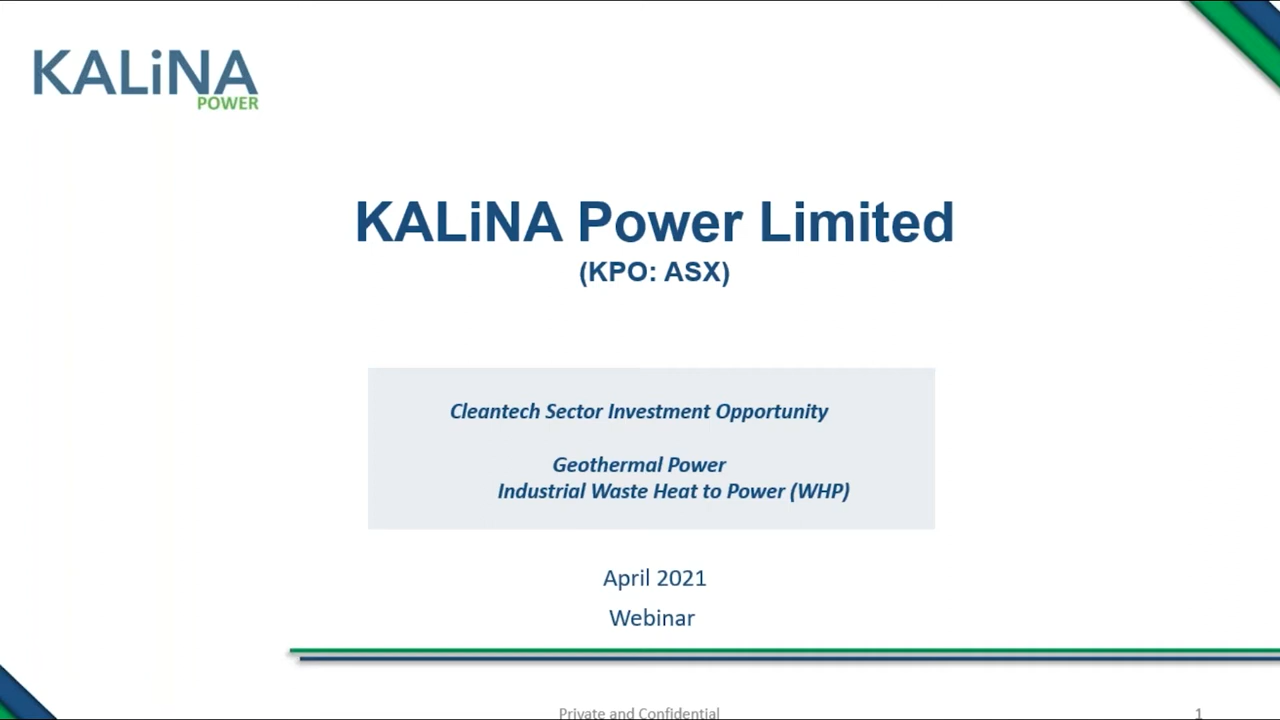 KALiNA
POWER
KALiNA Power Limited
(KPO: ASX)
Cleantech Sector Investment Opportunity
Geothermal Power
Industrial Waste Heat to Power (WHP)
April 2021
Webinar
Private and Confidential
1